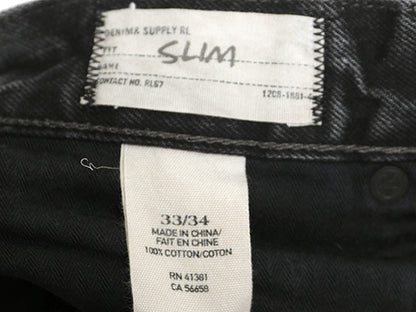 DENIM & SUPPLY RL
FIT SLIM
NAME
CONTACT NO. RL67
33/34
MADE IN CHINA/
FAIT EN CHINE
100% COTTON/COTON
RN 41381
CA 56658